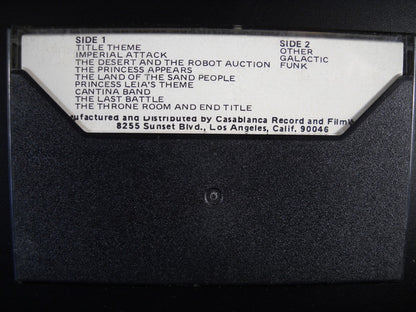 SIDE 1
TITLE THEME
IMPERIAL ATTACK
THE DESERT AND THE ROBOT AUCTION
THE PRINCESS APPEARS
THE LAND OF THE SAND PEOPLE
PRINCESS LEIA'S THEME
CANTINA BAND
THE LAST BATTLE
THE THRONE ROOM AND END TITLE
SIDE 2
OTHER
GALACTIC
FUNK
ufactured and Distributed by Casablanca Record and Film
8255 Sunset Blvd., Los Angeles, Calif. 90046